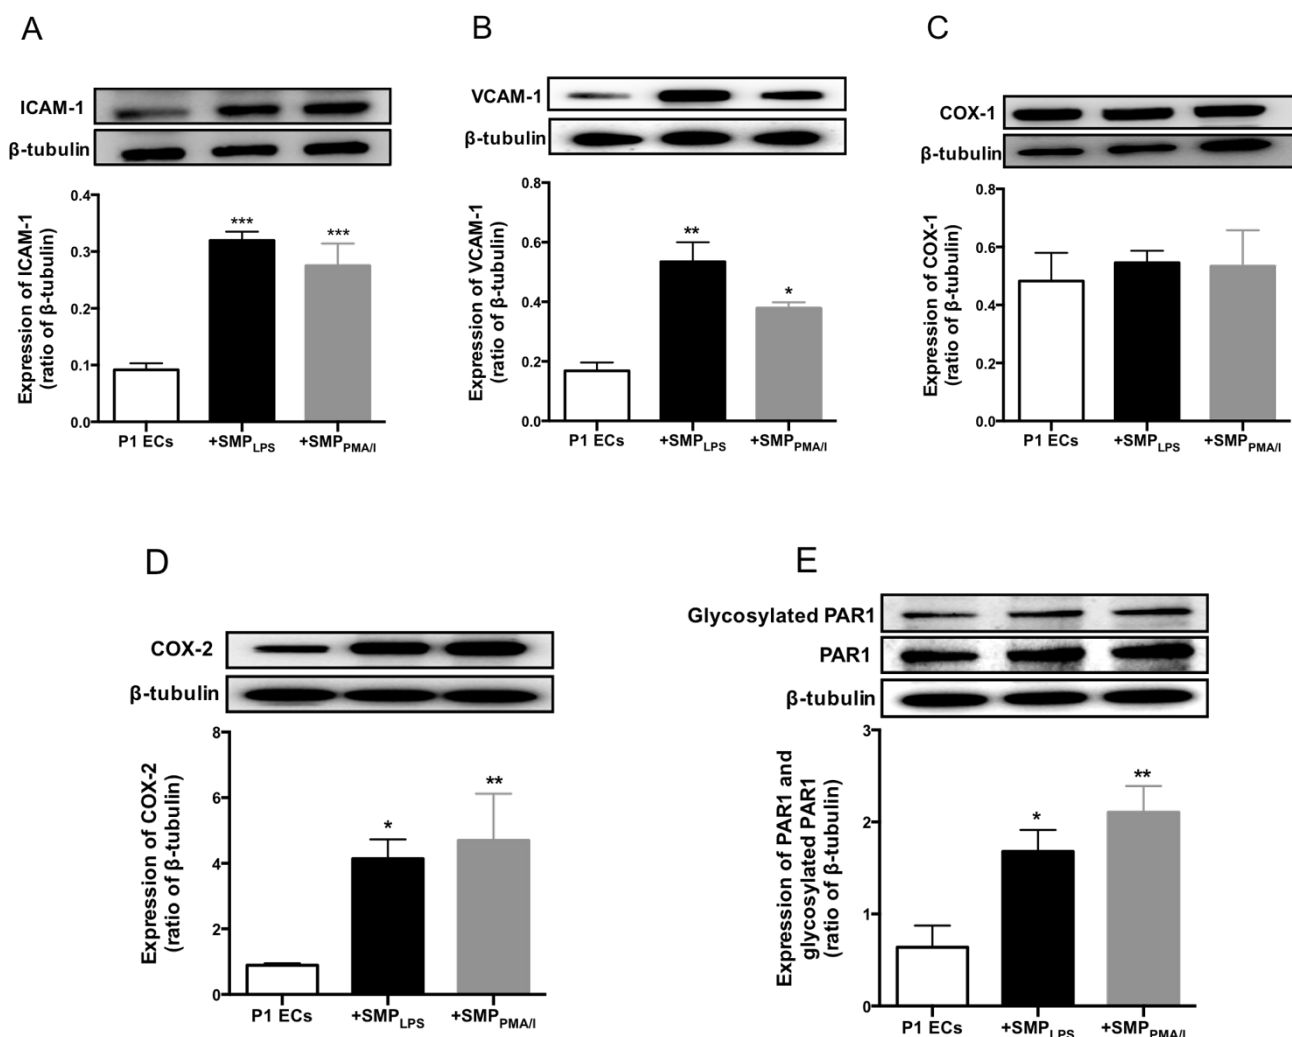 A
ICAM-1
β-tubulin
Expression of ICAM-1
(ratio of β-tubulin)
0.4
0.3
0.2
0.1
0.0
***
***
P1 ECs
+SMPLPS
+SMPPMA/I
B
VCAM-1
β-tubulin
Expression of VCAM-1
(ratio of β-tubulin)
0.8
0.6
0.4
0.2
0.0
**
*
P1 ECs
+SMPLPS
+SMPPMA/I
C
COX-1
β-tubulin
Expression of COX-1
(ratio of β-tubulin)
0.8
0.6
0.4
0.2
0.0
P1 ECs
+SMPLPS
+SMPPMA/I
D
COX-2
β-tubulin
Expression of COX-2
(ratio of β-tubulin)
8
6
4
2
0
*
**
P1 ECs
+SMPLPS
+SMPPMA/I
E
Glycosylated PAR1
PAR1
β-tubulin
Expression of PAR1 and
glycosylated PAR1
(ratio of β-tubulin)
3
2
1
0
*
**
P1 ECs
+SMPLPS
+SMPPMA/I